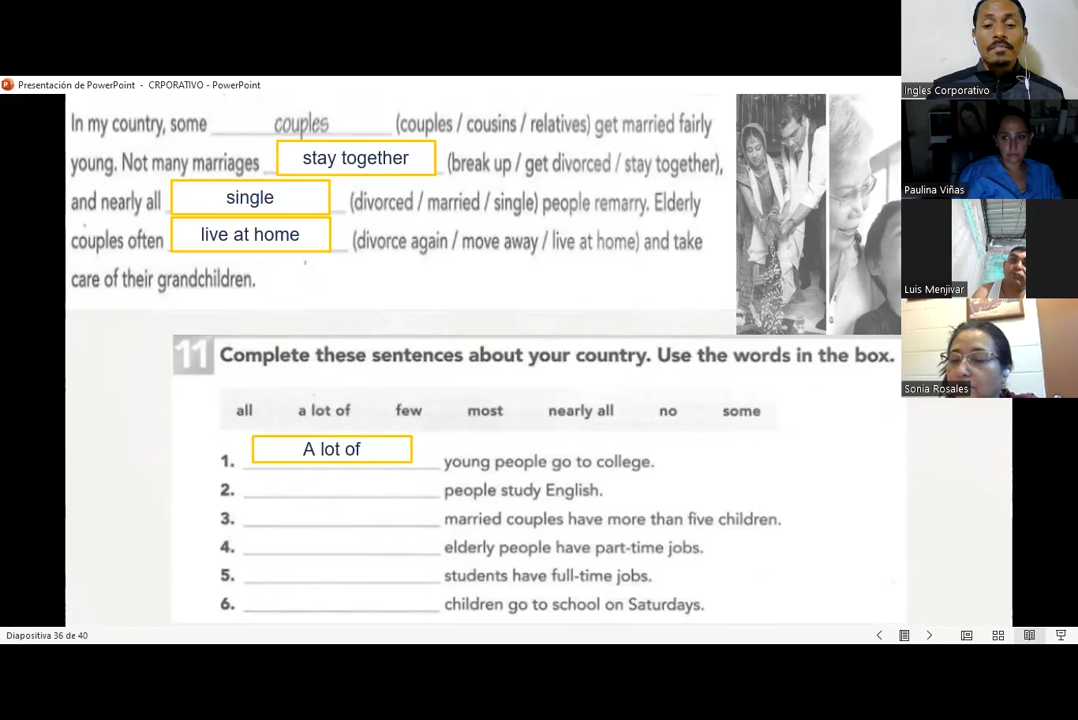 Presentación de PowerPoint - CRPORATIVO - PowerPoint
In my country, some couples (couples / cousins / relatives) get married fairly
young. Not many marriages stay together (break up / get divorced / stay together),
and nearly all single (divorced / married / single) people remarry. Elderly
couples often live at home (divorce again / move away / live at home) and take
care of their grandchildren.
11 Complete these sentences about your country. Use the words in the box.
all a lot of few most nearly all no some
1. A lot of young people go to college.
2. people study English.
3. married couples have more than five children.
4. elderly people have part-time jobs.
5. students have full-time jobs.
6. children go to school on Saturdays.
Diapositiva 36 de 40
Ingles Corporativo
Paulina Viñas
Luis Menjivar
Sonia Rosales